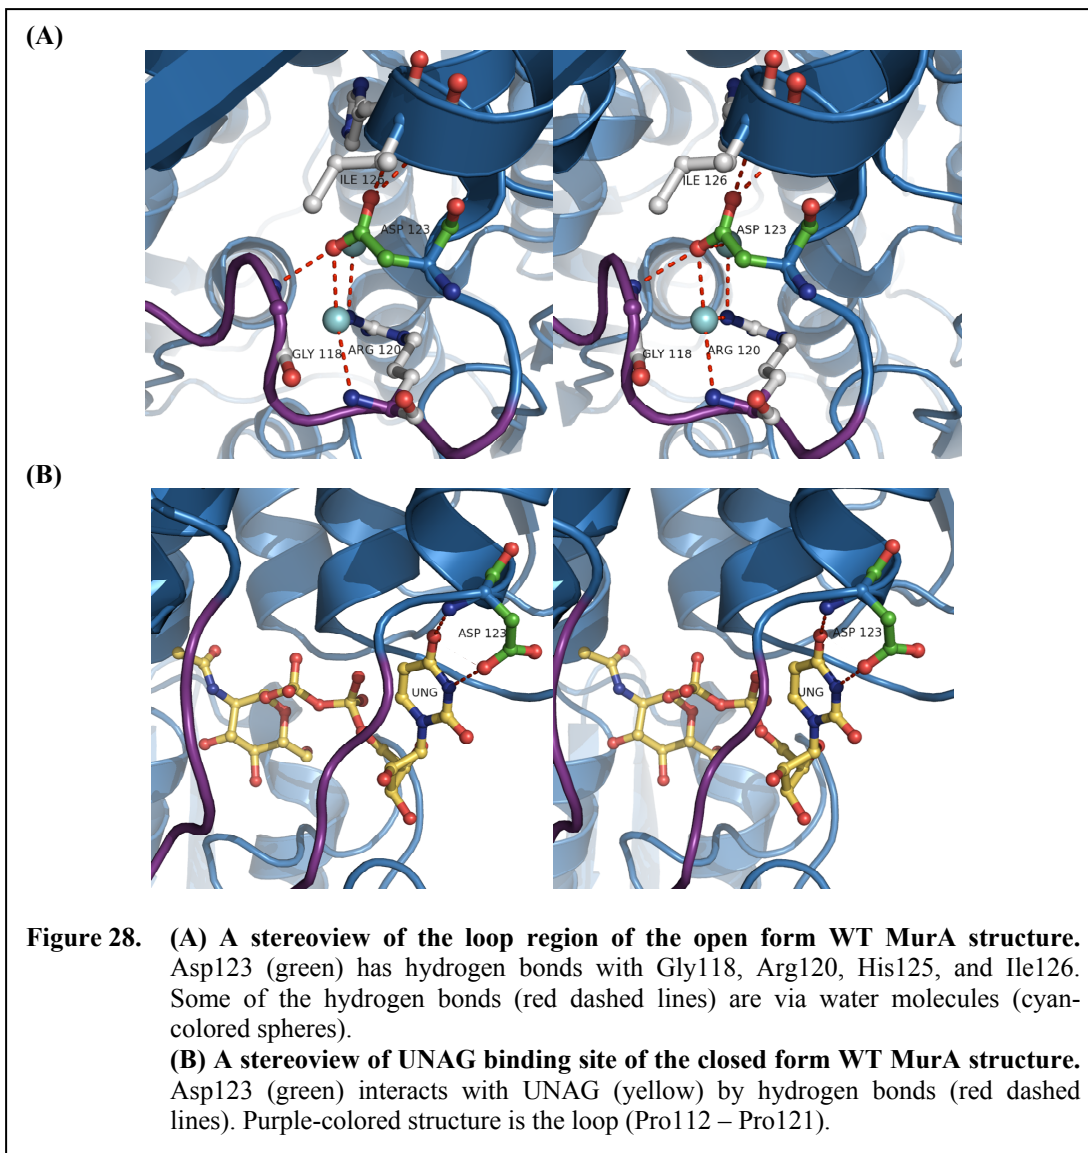 (A)
ILE 126
ILE 126
ASP 123
ASP 123
GLY 118
ARG 120
GLY 118
ARG 120
(B)
ASP 123
ASP 123
UNG
UNG
Figure 28. (A) A stereoview of the loop region of the open form WT MurA structure.
Asp123 (green) has hydrogen bonds with Gly118, Arg120, His125, and Ile126.
Some of the hydrogen bonds (red dashed lines) are via water molecules (cyan-
colored spheres).
(B) A stereoview of UNAG binding site of the closed form WT MurA structure.
Asp123 (green) interacts with UNAG (yellow) by hydrogen bonds (red dashed
lines). Purple-colored structure is the loop (Pro112 – Pro121).